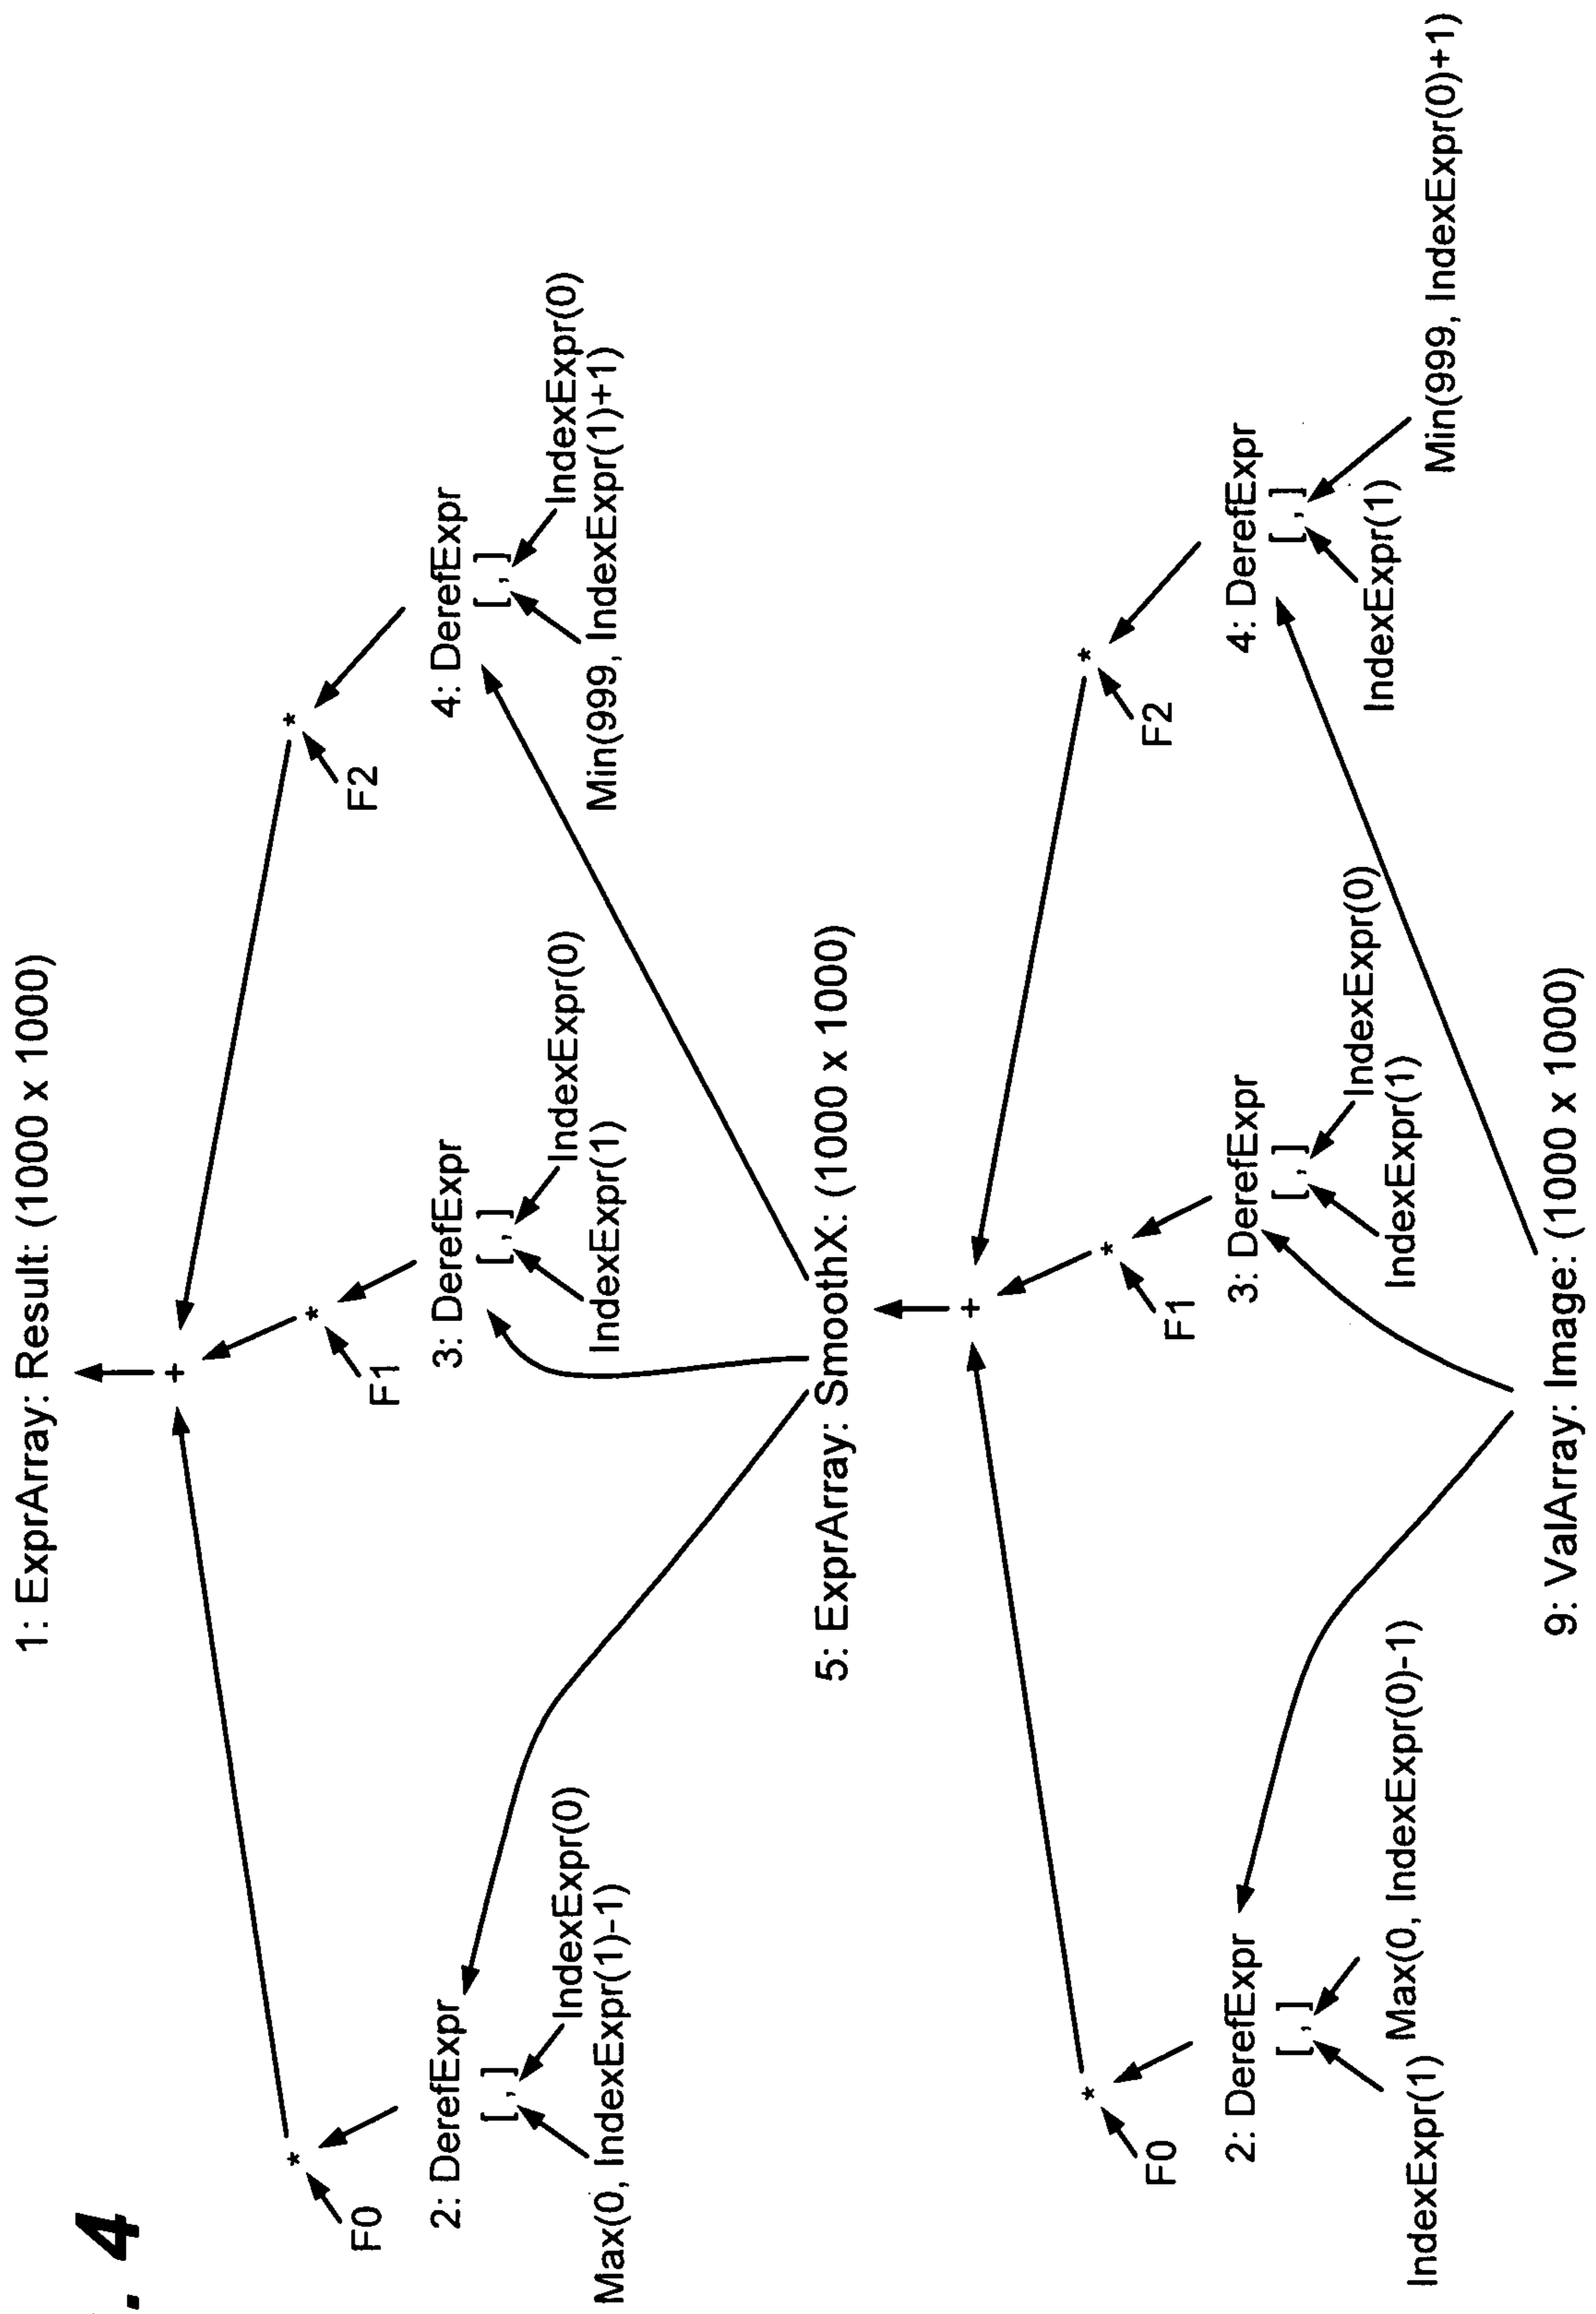 . 4
1: ExprArray: Result: (1000 x 1000)
+
* * *
F0 F1 F2
2: DerefExpr 3: DerefExpr 4: DerefExpr
[ , ] [ , ] [ , ]
IndexExpr(0) IndexExpr(0) IndexExpr(0)
Max(0, IndexExpr(1)-1) IndexExpr(1) Min(999, IndexExpr(1)+1)
5: ExprArray: SmoothX: (1000 x 1000)
+
* * *
F0 F1 F2
2: DerefExpr 3: DerefExpr 4: DerefExpr
[ , ] [ , ] [ , ]
IndexExpr(1) Max(0, IndexExpr(0)-1) IndexExpr(1) IndexExpr(0) IndexExpr(1) Min(999, IndexExpr(0)+1)
9: ValArray: Image: (1000 x 1000)